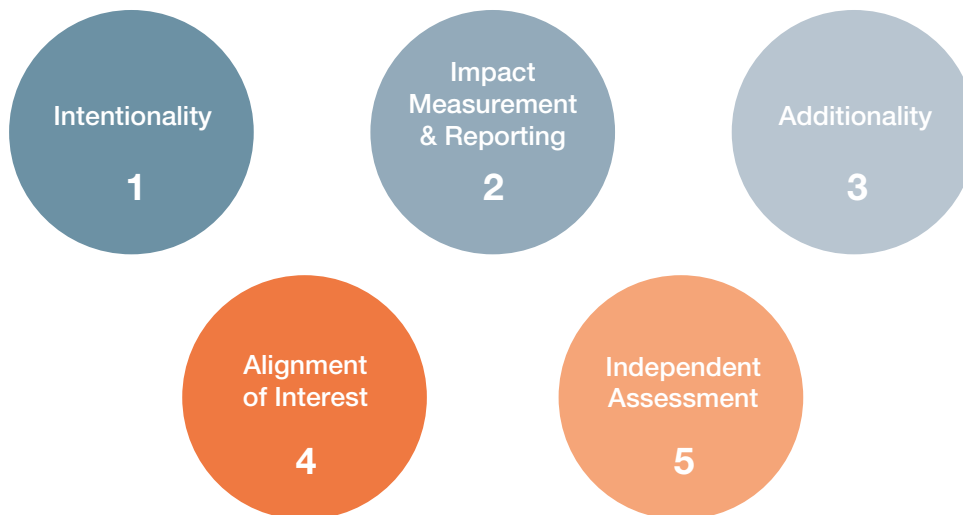 Intentionality
1
Impact
Measurement
& Reporting
2
Additionality
3
Alignment
of Interest
4
Independent
Assessment
5